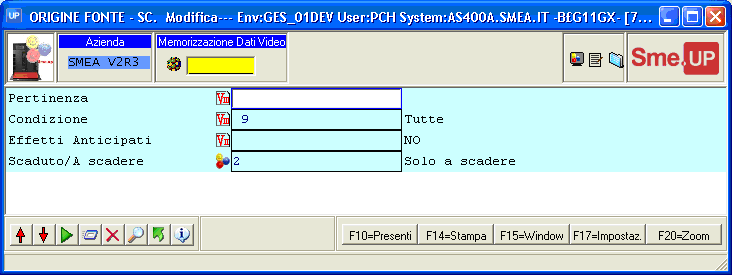 ORIGINE FONTE - SC. Modifica--- Env:GES_01DEV User:PCH System:AS400A.SMEA.IT -B£G11GX- [7...
Azienda
SMEA V2R3
Memorizzazione Dati Video
Sme.UP
Pertinenza
Condizione 9 Tutte
Effetti Anticipati NO
Scaduto/A scadere 2 Solo a scadere
F10=Presenti F14=Stampa F15=Window F17=Impostaz. F20=Zoom